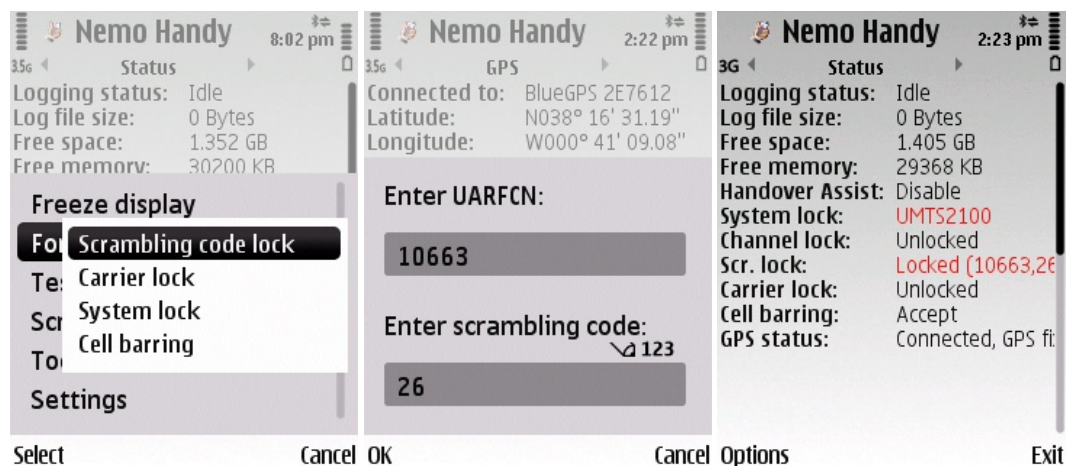 Nemo Handy
8:02 pm
3.5G
Status
Logging status: Idle
Log file size: 0 Bytes
Free space: 1.352 GB
Free memory: 30200 KB
Freeze display
For
Scrambling code lock
Carrier lock
System lock
Cell barring
Te
Scr
Too
Settings
Select Cancel
Nemo Handy
2:22 pm
3.5G
GPS
Connected to: BlueGPS 2E7612
Latitude: N038° 16' 31.19"
Longitude: W000° 41' 09.08"
Enter UARFCN:
10663
Enter scrambling code:
123
26
OK Cancel
Nemo Handy
2:23 pm
3G
Status
Logging status: Idle
Log file size: 0 Bytes
Free space: 1.405 GB
Free memory: 29368 KB
Handover Assist: Disable
System lock: UMTS2100
Channel lock: Unlocked
Scr. lock: Locked (10663,26
Carrier lock: Unlocked
Cell barring: Accept
GPS status: Connected, GPS fi
Options Exit